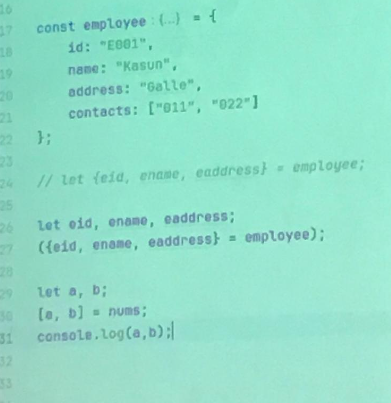 16
17 const employee : {...} = {
18 id: "E001",
19 name: "Kasun",
20 address: "Galle",
21 contacts: ["011", "022"]
22 };
23
24 // let {eid, ename, eaddress} = employee;
25
26 let eid, ename, eaddress;
27 ({eid, ename, eaddress} = employee);
28
29 let a, b;
30 [a, b] = nums;
31 console.log(a,b);
32
33